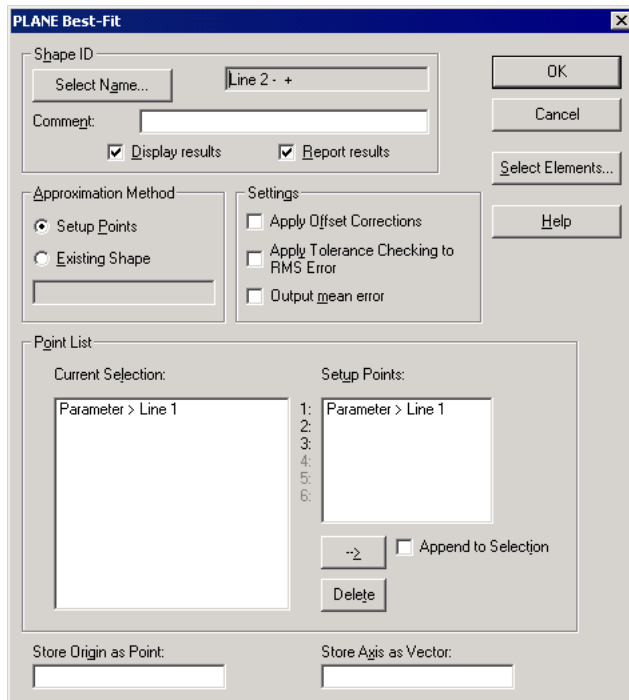 PLANE Best-Fit
Shape ID
Select Name...
Line 2 - +
Comment:
Display results
Report results
OK
Cancel
Select Elements...
Help
Approximation Method
Setup Points
Existing Shape
Settings
Apply Offset Corrections
Apply Tolerance Checking to
RMS Error
Output mean error
Point List
Current Selection:
Parameter > Line 1
1:
2:
3:
4:
5:
6:
Setup Points:
Parameter > Line 1
-->
Append to Selection
Delete
Store Origin as Point:
Store Axis as Vector: